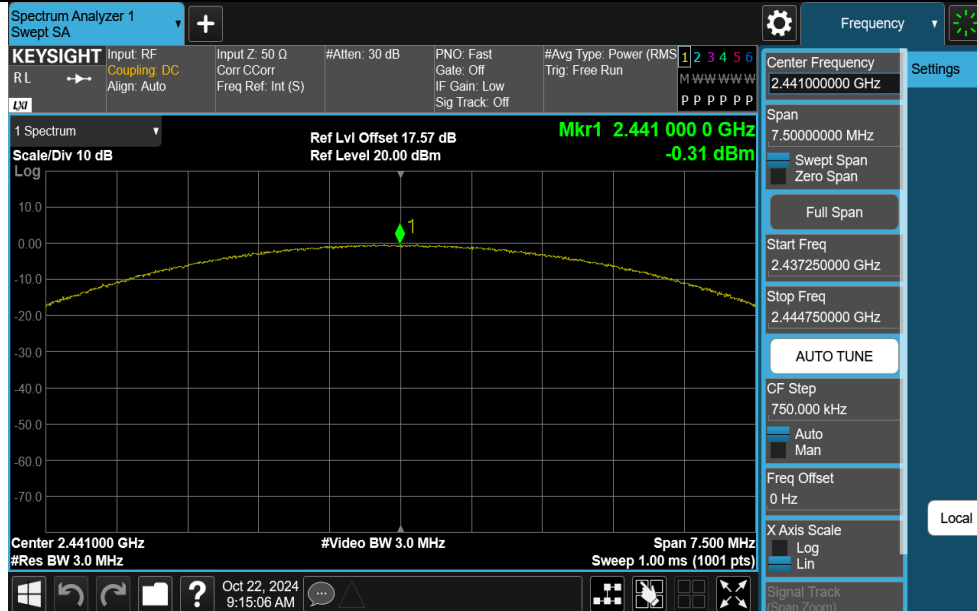 Spectrum Analyzer 1
Swept SA
+
Frequency
KEYSIGHT
R L
LXI
Input: RF
Coupling: DC
Align: Auto
Input Z: 50 Ω
Corr CCorr
Freq Ref: Int (S)
#Atten: 30 dB
PNO: Fast
Gate: Off
IF Gain: Low
Sig Track: Off
#Avg Type: Power (RMS
Trig: Free Run
1 2 3 4 5 6
M W W W W W
P P P P P P
1 Spectrum
Scale/Div 10 dB
Log
Ref Lvl Offset 17.57 dB
Ref Level 20.00 dBm
Mkr1 2.441 000 0 GHz
-0.31 dBm
1
10.0
0.00
-10.0
-20.0
-30.0
-40.0
-50.0
-60.0
-70.0
Center 2.441000 GHz
#Video BW 3.0 MHz
Span 7.500 MHz
#Res BW 3.0 MHz
Sweep 1.00 ms (1001 pts)
?
Oct 22, 2024
9:15:06 AM
Center Frequency
2.441000000 GHz
Settings
Span
7.50000000 MHz
Swept Span
Zero Span
Full Span
Start Freq
2.437250000 GHz
Stop Freq
2.444750000 GHz
AUTO TUNE
CF Step
750.000 kHz
Auto
Man
Freq Offset
0 Hz
Local
X Axis Scale
Log
Lin
Signal Track
(Span Zoom)